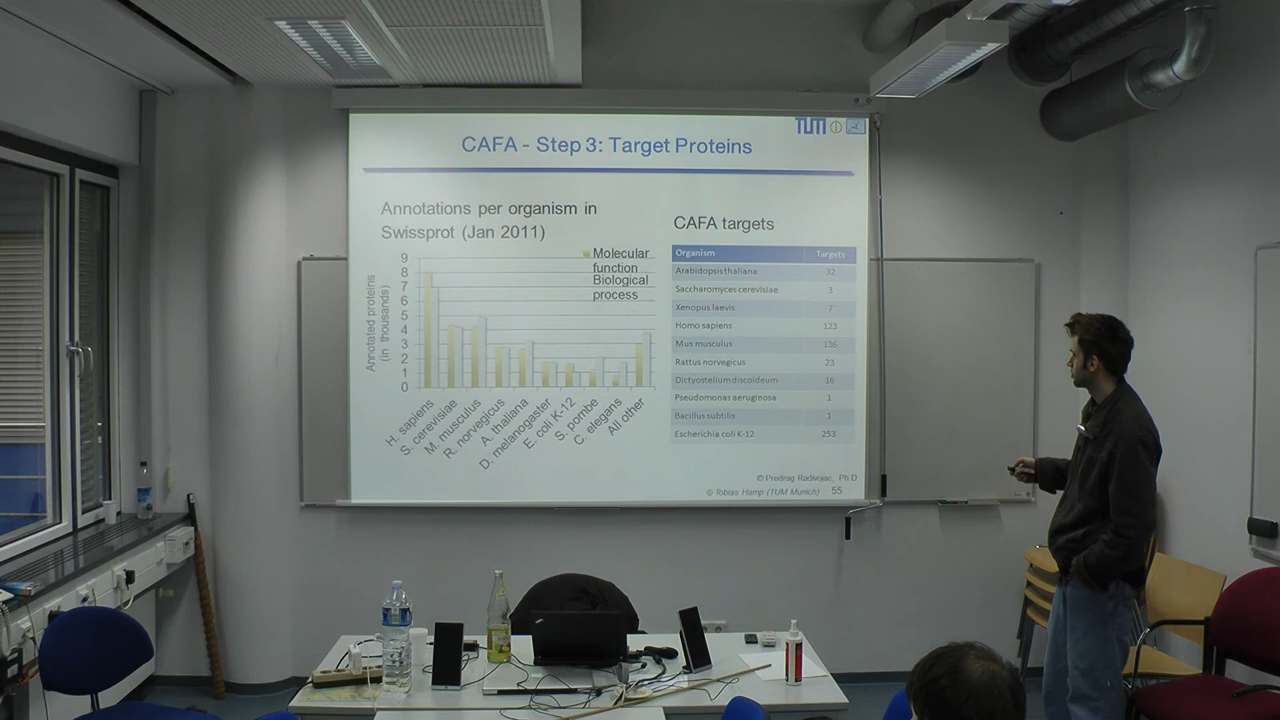 TUM
CAFA - Step 3: Target Proteins
Annotations per organism in
Swissprot (Jan 2011)
Annotated proteins
(in thousands)
9
8
7
6
5
4
3
2
1
0
Molecular
function
Biological
process
H. sapiens
S. cerevisiae
M. musculus
R. norvegicus
A. thaliana
D. melanogaster
E. coli K-12
S. pombe
C. elegans
All other
CAFA targets
Organism Targets
Arabidopsis thaliana 32
Saccharomyces cerevisiae 3
Xenopus laevis 7
Homo sapiens 123
Mus musculus 136
Rattus norvegicus 23
Dictyostelium discoideum 16
Pseudomonas aeruginosa 1
Bacillus subtilis 1
Escherichia coli K-12 253
© Predrag Radivojac, Ph.D
© Tobias Hamp (TUM Munich) 55